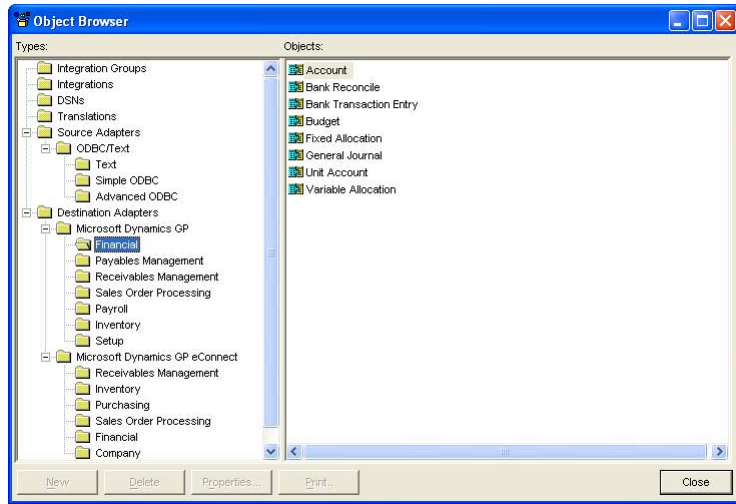 Object Browser
Types:
Integration Groups
Integrations
DSNs
Translations
Source Adapters
ODBC/Text
Text
Simple ODBC
Advanced ODBC
Destination Adapters
Microsoft Dynamics GP
Financial
Payables Management
Receivables Management
Sales Order Processing
Payroll
Inventory
Setup
Microsoft Dynamics GP eConnect
Receivables Management
Inventory
Purchasing
Sales Order Processing
Financial
Company
Objects:
Account
Bank Reconcile
Bank Transaction Entry
Budget
Fixed Allocation
General Journal
Unit Account
Variable Allocation
New Delete Properties... Print... Close